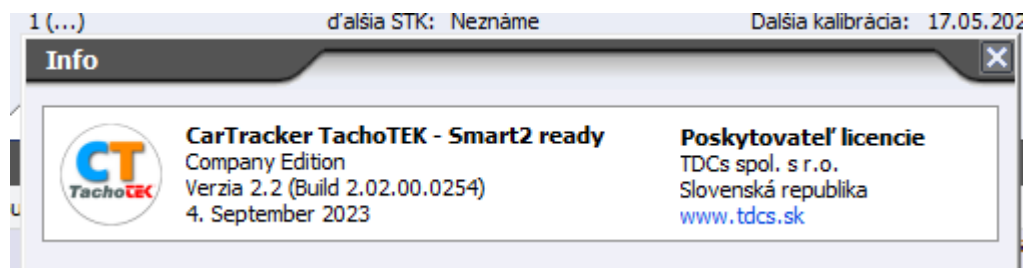 1 (...) ďalšia STK: Neznáme Dalšia kalibrácia: 17.05.202
Info
CT
TachoTEK
CarTracker TachoTEK - Smart2 ready
Company Edition
Verzia 2.2 (Build 2.02.00.0254)
4. September 2023
Poskytovateľ licencie
TDCs spol. s r.o.
Slovenská republika
www.tdcs.sk